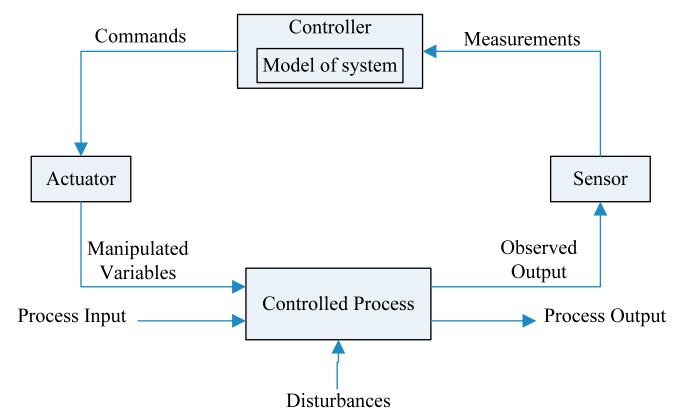 Controller
Commands
Measurements
Model of system
Actuator
Sensor
Manipulated
Variables
Observed
Output
Controlled Process
Process Input
Process Output
Disturbances